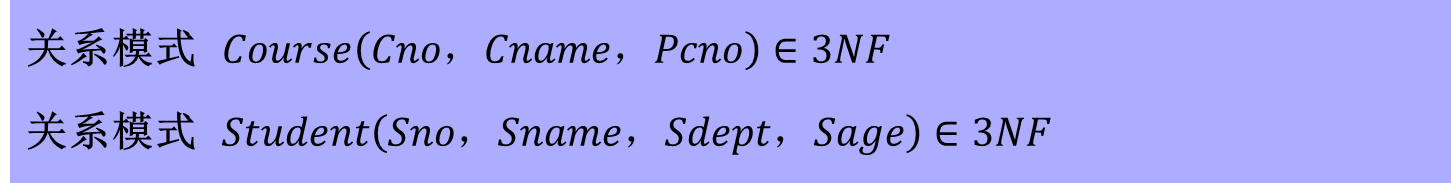 关系模式 Course(Cno，Cname，Pcno) ∈ 3NF
关系模式 Student(Sno，Sname，Sdept，Sage) ∈ 3NF